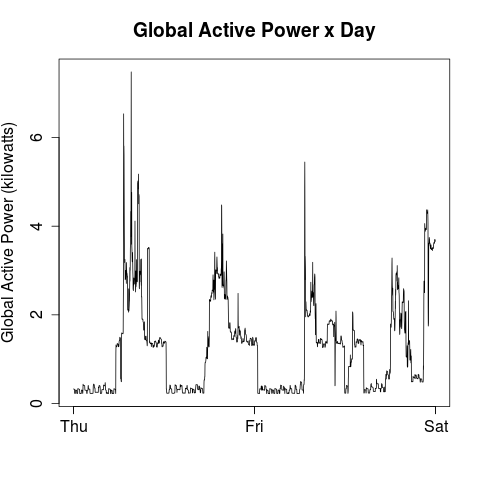 Global Active Power x Day
Global Active Power (kilowatts)
6
4
2
0
Thu Fri Sat